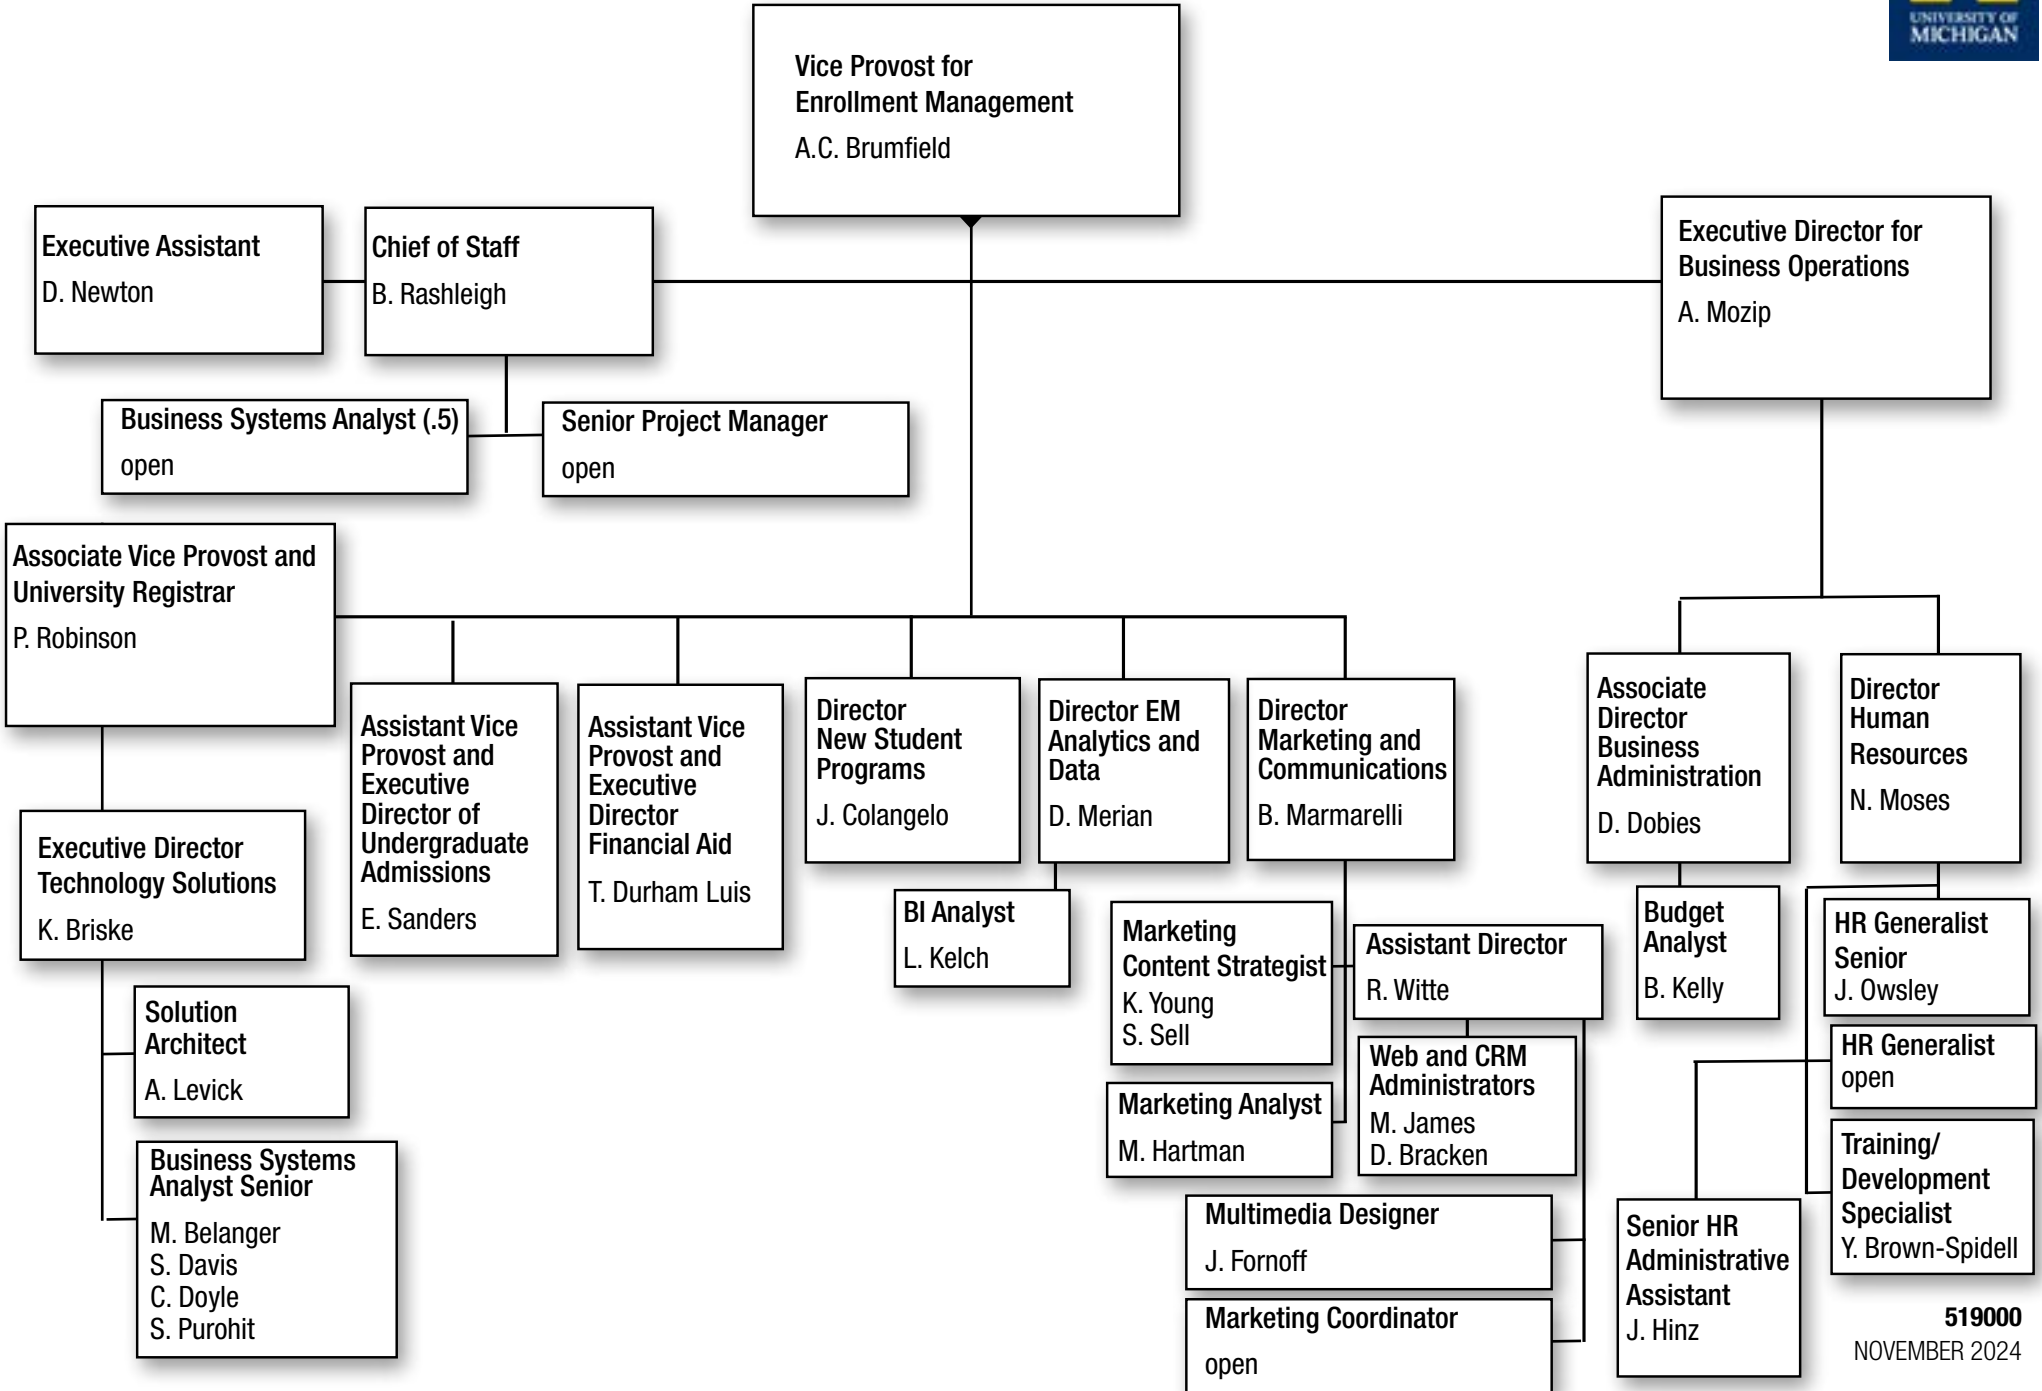 UNIVERSITY OF
MICHIGAN
Vice Provost for
Enrollment Management
A.C. Brumfield
Executive Assistant
D. Newton
Chief of Staff
B. Rashleigh
Executive Director for
Business Operations
A. Mozip
Business Systems Analyst (.5)
open
Senior Project Manager
open
Associate Vice Provost and
University Registrar
P. Robinson
Assistant Vice
Provost and
Executive
Director of
Undergraduate
Admissions
E. Sanders
Assistant Vice
Provost and
Executive
Director
Financial Aid
T. Durham Luis
Director
New Student
Programs
J. Colangelo
Director EM
Analytics and
Data
D. Merian
Director
Marketing and
Communications
B. Marmarelli
Associate
Director
Business
Administration
D. Dobies
Director
Human
Resources
N. Moses
Executive Director
Technology Solutions
K. Briske
BI Analyst
L. Kelch
Marketing
Content Strategist
K. Young
S. Sell
Assistant Director
R. Witte
Budget
Analyst
B. Kelly
HR Generalist
Senior
J. Owsley
Solution
Architect
A. Levick
Web and CRM
Administrators
M. James
D. Bracken
HR Generalist
open
Marketing Analyst
M. Hartman
Training/
Development
Specialist
Y. Brown-Spidell
Business Systems
Analyst Senior
M. Belanger
S. Davis
C. Doyle
S. Purohit
Multimedia Designer
J. Fornoff
Senior HR
Administrative
Assistant
J. Hinz
Marketing Coordinator
open
519000
NOVEMBER 2024